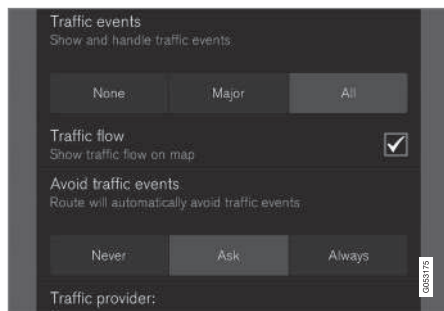 Traffic events
Show and handle traffic events
None Major All
Traffic flow
Show traffic flow on map
Avoid traffic events
Route will automatically avoid traffic events
Never Ask Always
Traffic provider:
G053175